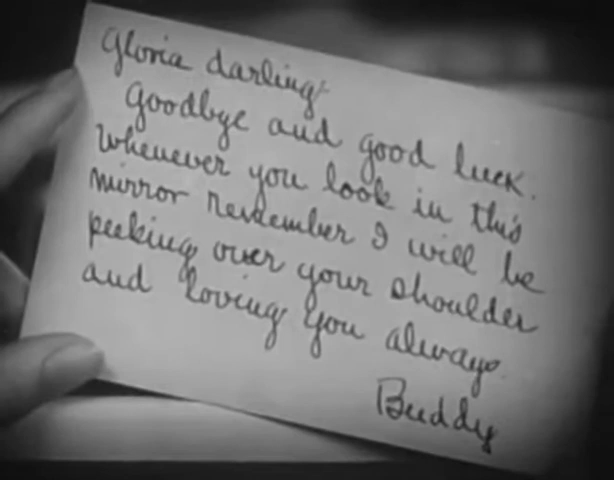 Gloria darling-
Goodbye and good luck.
Whenever you look in this
mirror remember I will be
peeking over your shoulder
and loving you always.
Buddy